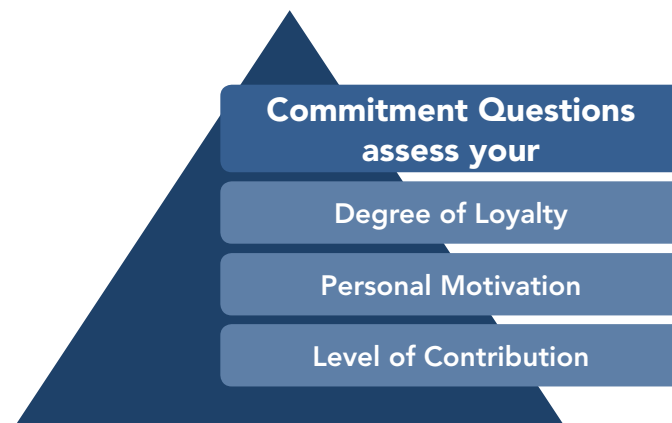 Commitment Questions
assess your
Degree of Loyalty
Personal Motivation
Level of Contribution